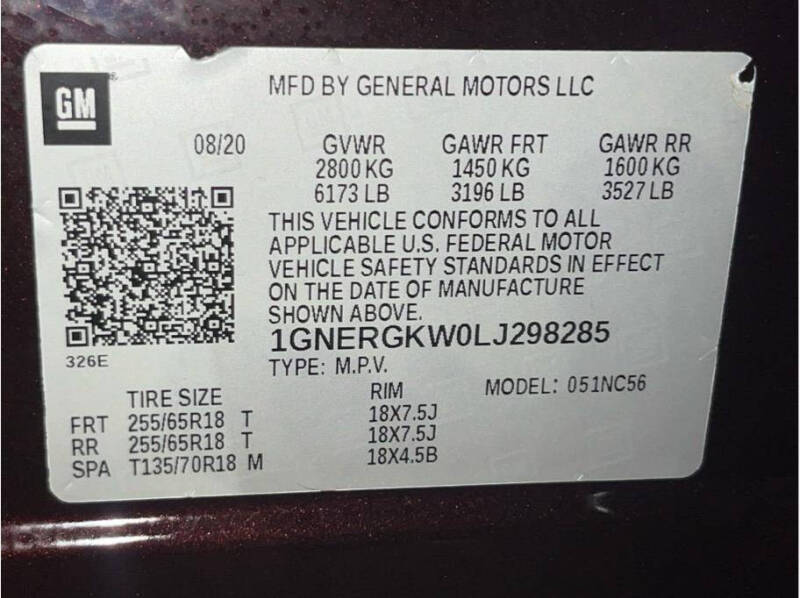 GM
MFD BY GENERAL MOTORS LLC
08/20 GVWR GAWR FRT GAWR RR
2800 KG 1450 KG 1600 KG
6173 LB 3196 LB 3527 LB
THIS VEHICLE CONFORMS TO ALL
APPLICABLE U.S. FEDERAL MOTOR
VEHICLE SAFETY STANDARDS IN EFFECT
ON THE DATE OF MANUFACTURE
SHOWN ABOVE.
326E
1GNERGKW0LJ298285
TYPE: M.P.V.
MODEL: 051NC56
TIRE SIZE RIM
FRT 255/65R18 T 18X7.5J
RR 255/65R18 T 18X7.5J
SPA T135/70R18 M 18X4.5B